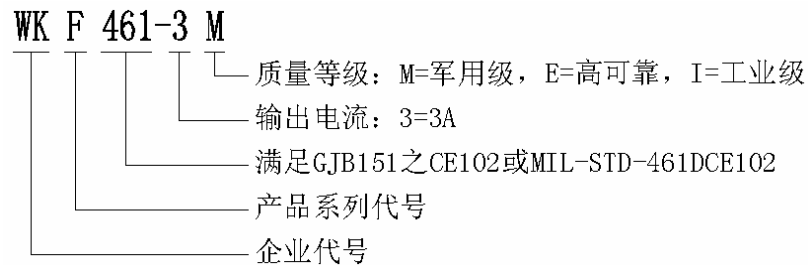 WK F 461-3 M
质量等级：M=军用级，E=高可靠，I=工业级
输出电流：3=3A
满足GJB151之CE102或MIL-STD-461DCE102
产品系列代号
企业代号